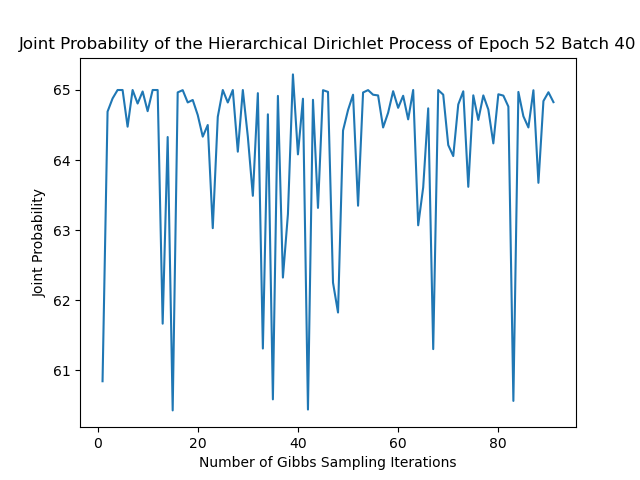 Joint Probability of the Hierarchical Dirichlet Process of Epoch 52 Batch 40
65
64
63
62
61
Joint Probability
0 20 40 60 80
Number of Gibbs Sampling Iterations